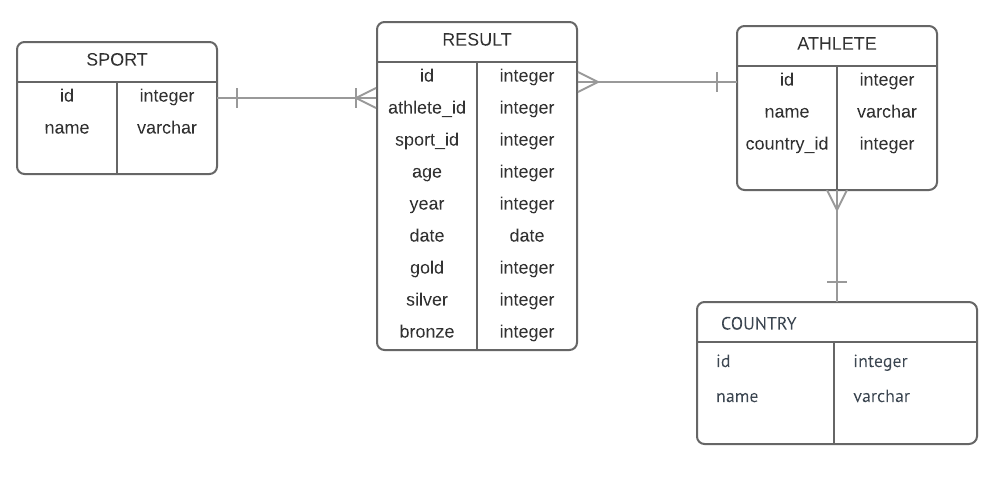 SPORT
id integer
name varchar
RESULT
id integer
athlete_id integer
sport_id integer
age integer
year integer
date date
gold integer
silver integer
bronze integer
ATHLETE
id integer
name varchar
country_id integer
COUNTRY
id integer
name varchar